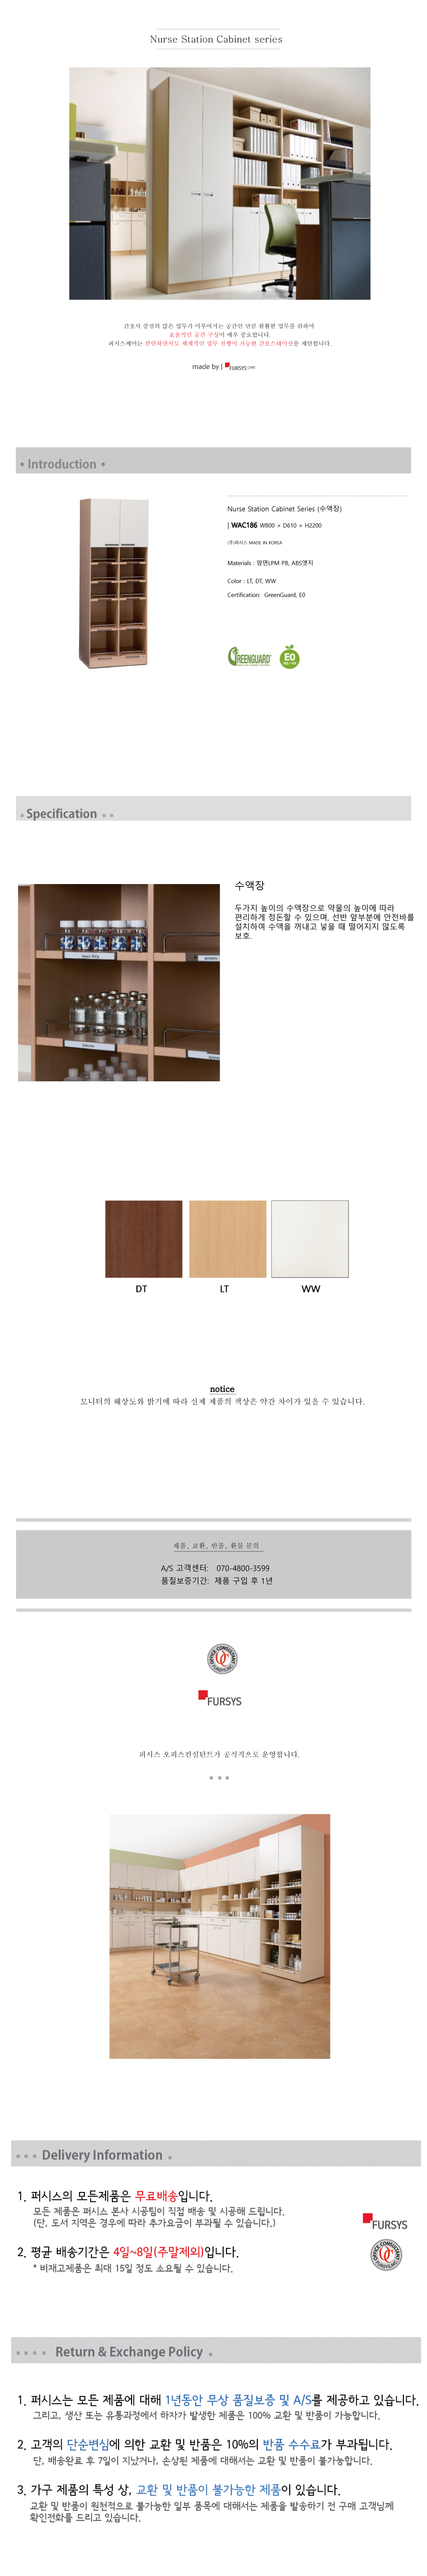 Nurse Station Cabinet series
간호사 중심의 많은 업무가 이루어지는 공간인 만큼 원활한 업무를 위하여
효율적인 공간 구성이 매우 중요합니다.
퍼시스케어는 편안하면서도 체계적인 업무 진행이 가능한 간호스테이션을 제안합니다.
made by | FURSYS CARE
• Introduction •
Nurse Station Cabinet Series (수액장)
| WAC186 W800 × D610 × H2200
(주)퍼시스 MADE IN KOREA
Materials : 양면LPM PB, ABS엣지
Color : LT, DT, WW
Certification: GreenGuard, E0
GREENGUARD
E0
Specification
수액장
두가지 높이의 수액장으로 약물의 높이에 따라
편리하게 정돈할 수 있으며, 선반 앞부분에 안전바를
설치하여 수액을 꺼내고 넣을 때 떨어지지 않도록
보호.
DT
LT
WW
notice
모니터의 해상도와 밝기에 따라 실제 제품의 색상은 약간 차이가 있을 수 있습니다.
제품, 교환, 반품, 환불 문의
A/S 고객센터: 070-4800-3599
품질보증기간: 제품 구입 후 1년
OFFICE CONSULTANT
OC
FURSYS
퍼시스 오피스컨설턴트가 공식적으로 운영합니다.
Delivery Information
1. 퍼시스의 모든제품은 무료배송입니다.
모든 제품은 퍼시스 본사 시공팀이 직접 배송 및 시공해 드립니다.
(단, 도서 지역은 경우에 따라 추가요금이 부과될 수 있습니다.)
FURSYS
OFFICE CONSULTANT
OC
2. 평균 배송기간은 4일~8일(주말제외)입니다.
* 비재고제품은 최대 15일 정도 소요될 수 있습니다.
Return & Exchange Policy
1. 퍼시스는 모든 제품에 대해 1년동안 무상 품질보증 및 A/S를 제공하고 있습니다.
그리고, 생산 또는 유통과정에서 하자가 발생한 제품은 100% 교환 및 반품이 가능합니다.
2. 고객의 단순변심에 의한 교환 및 반품은 10%의 반품 수수료가 부과됩니다.
단, 배송완료 후 7일이 지났거나, 손상된 제품에 대해서는 교환 및 반품이 불가능합니다.
3. 가구 제품의 특성 상, 교환 및 반품이 불가능한 제품이 있습니다.
교환 및 반품이 원천적으로 불가능한 일부 품목에 대해서는 제품을 발송하기 전 구매 고객님께
확인전화를 드리고 있습니다.